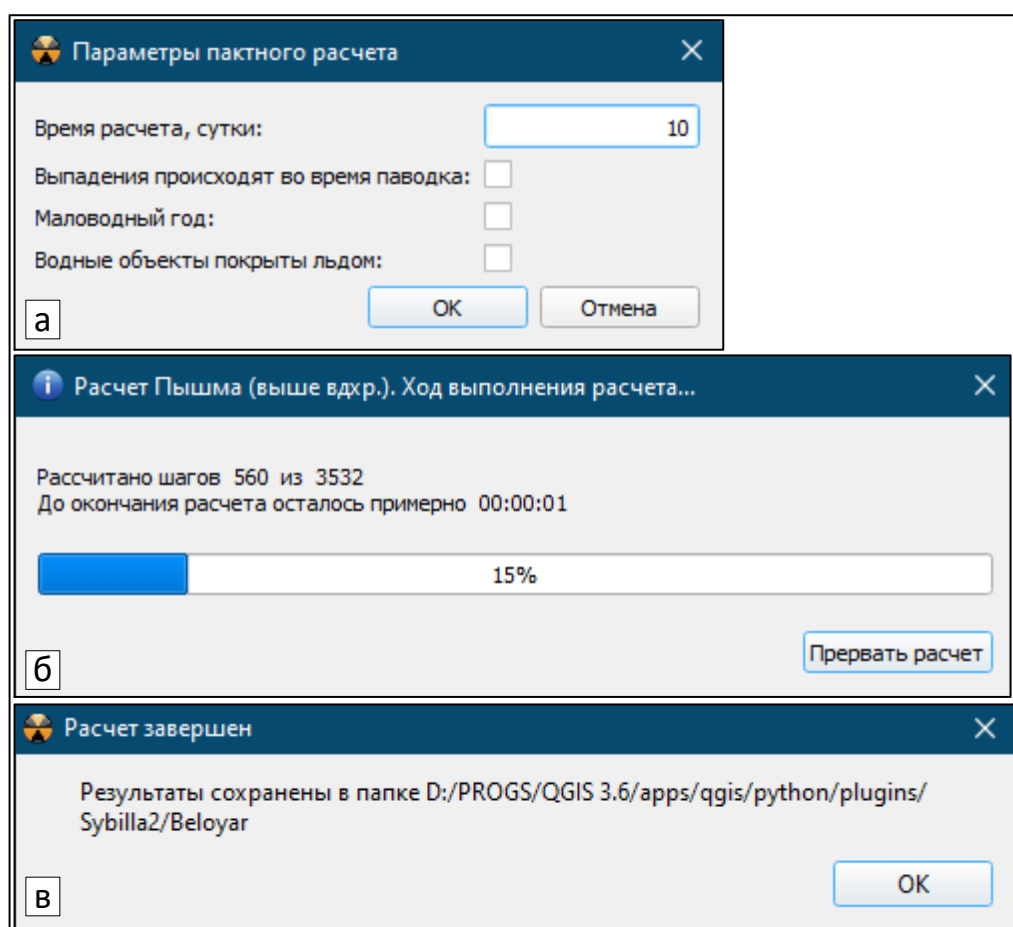 Параметры пактного расчета
Время расчета, сутки: 10
Выпадения происходят во время паводка:
Маловодный год:
Водные объекты покрыты льдом:
ОК Отмена
а
Расчет Пышма (выше вдхр.). Ход выполнения расчета...
Рассчитано шагов 560 из 3532
До окончания расчета осталось примерно 00:00:01
15%
Прервать расчет
б
Расчет завершен
Результаты сохранены в папке D:/PROGS/QGIS 3.6/apps/qgis/python/plugins/
Sybilla2/Beloyar
ОК
в